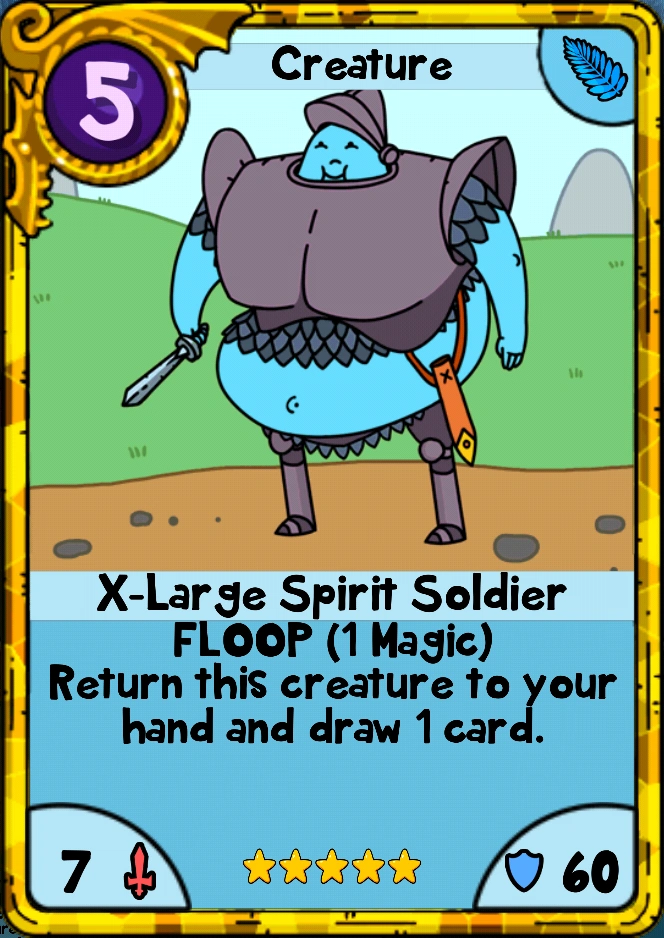 5
Creature
X-Large Spirit Soldier
FLOOP (1 Magic)
Return this creature to your
hand and draw 1 card.
7
60